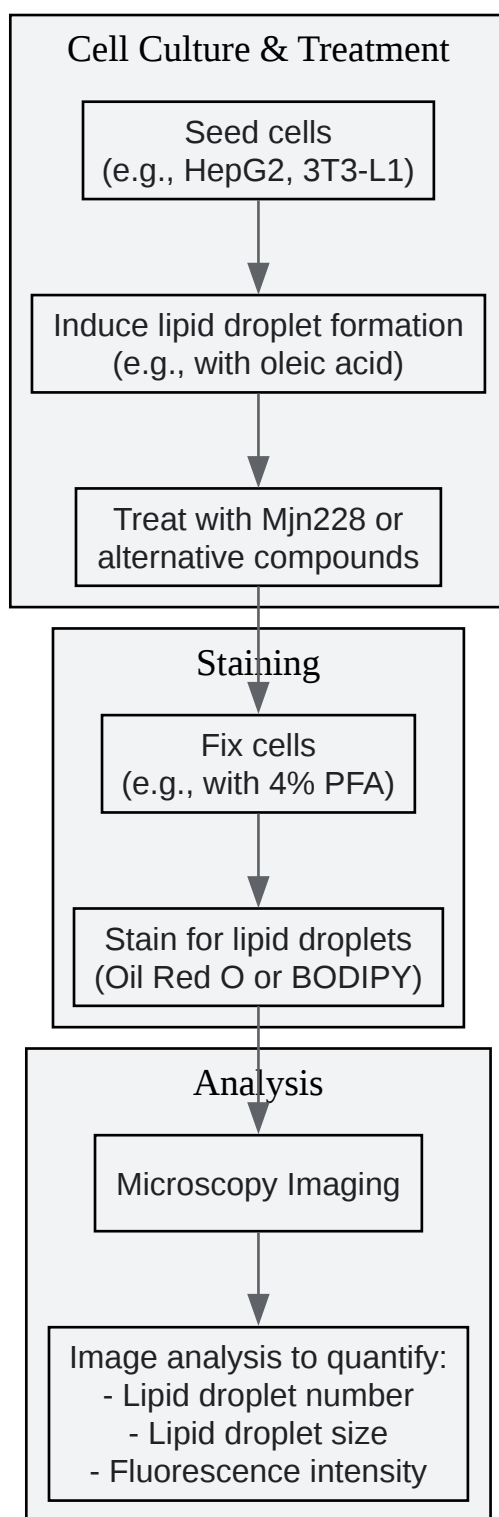 Cell Culture & Treatment
Seed cells
(e.g., HepG2, 3T3-L1)
Induce lipid droplet formation
(e.g., with oleic acid)
Treat with Mjn228 or
alternative compounds
Staining
Fix cells
(e.g., with 4% PFA)
Stain for lipid droplets
(Oil Red O or BODIPY)
Analysis
Microscopy Imaging
Image analysis to quantify:
- Lipid droplet number
- Lipid droplet size
- Fluorescence intensity